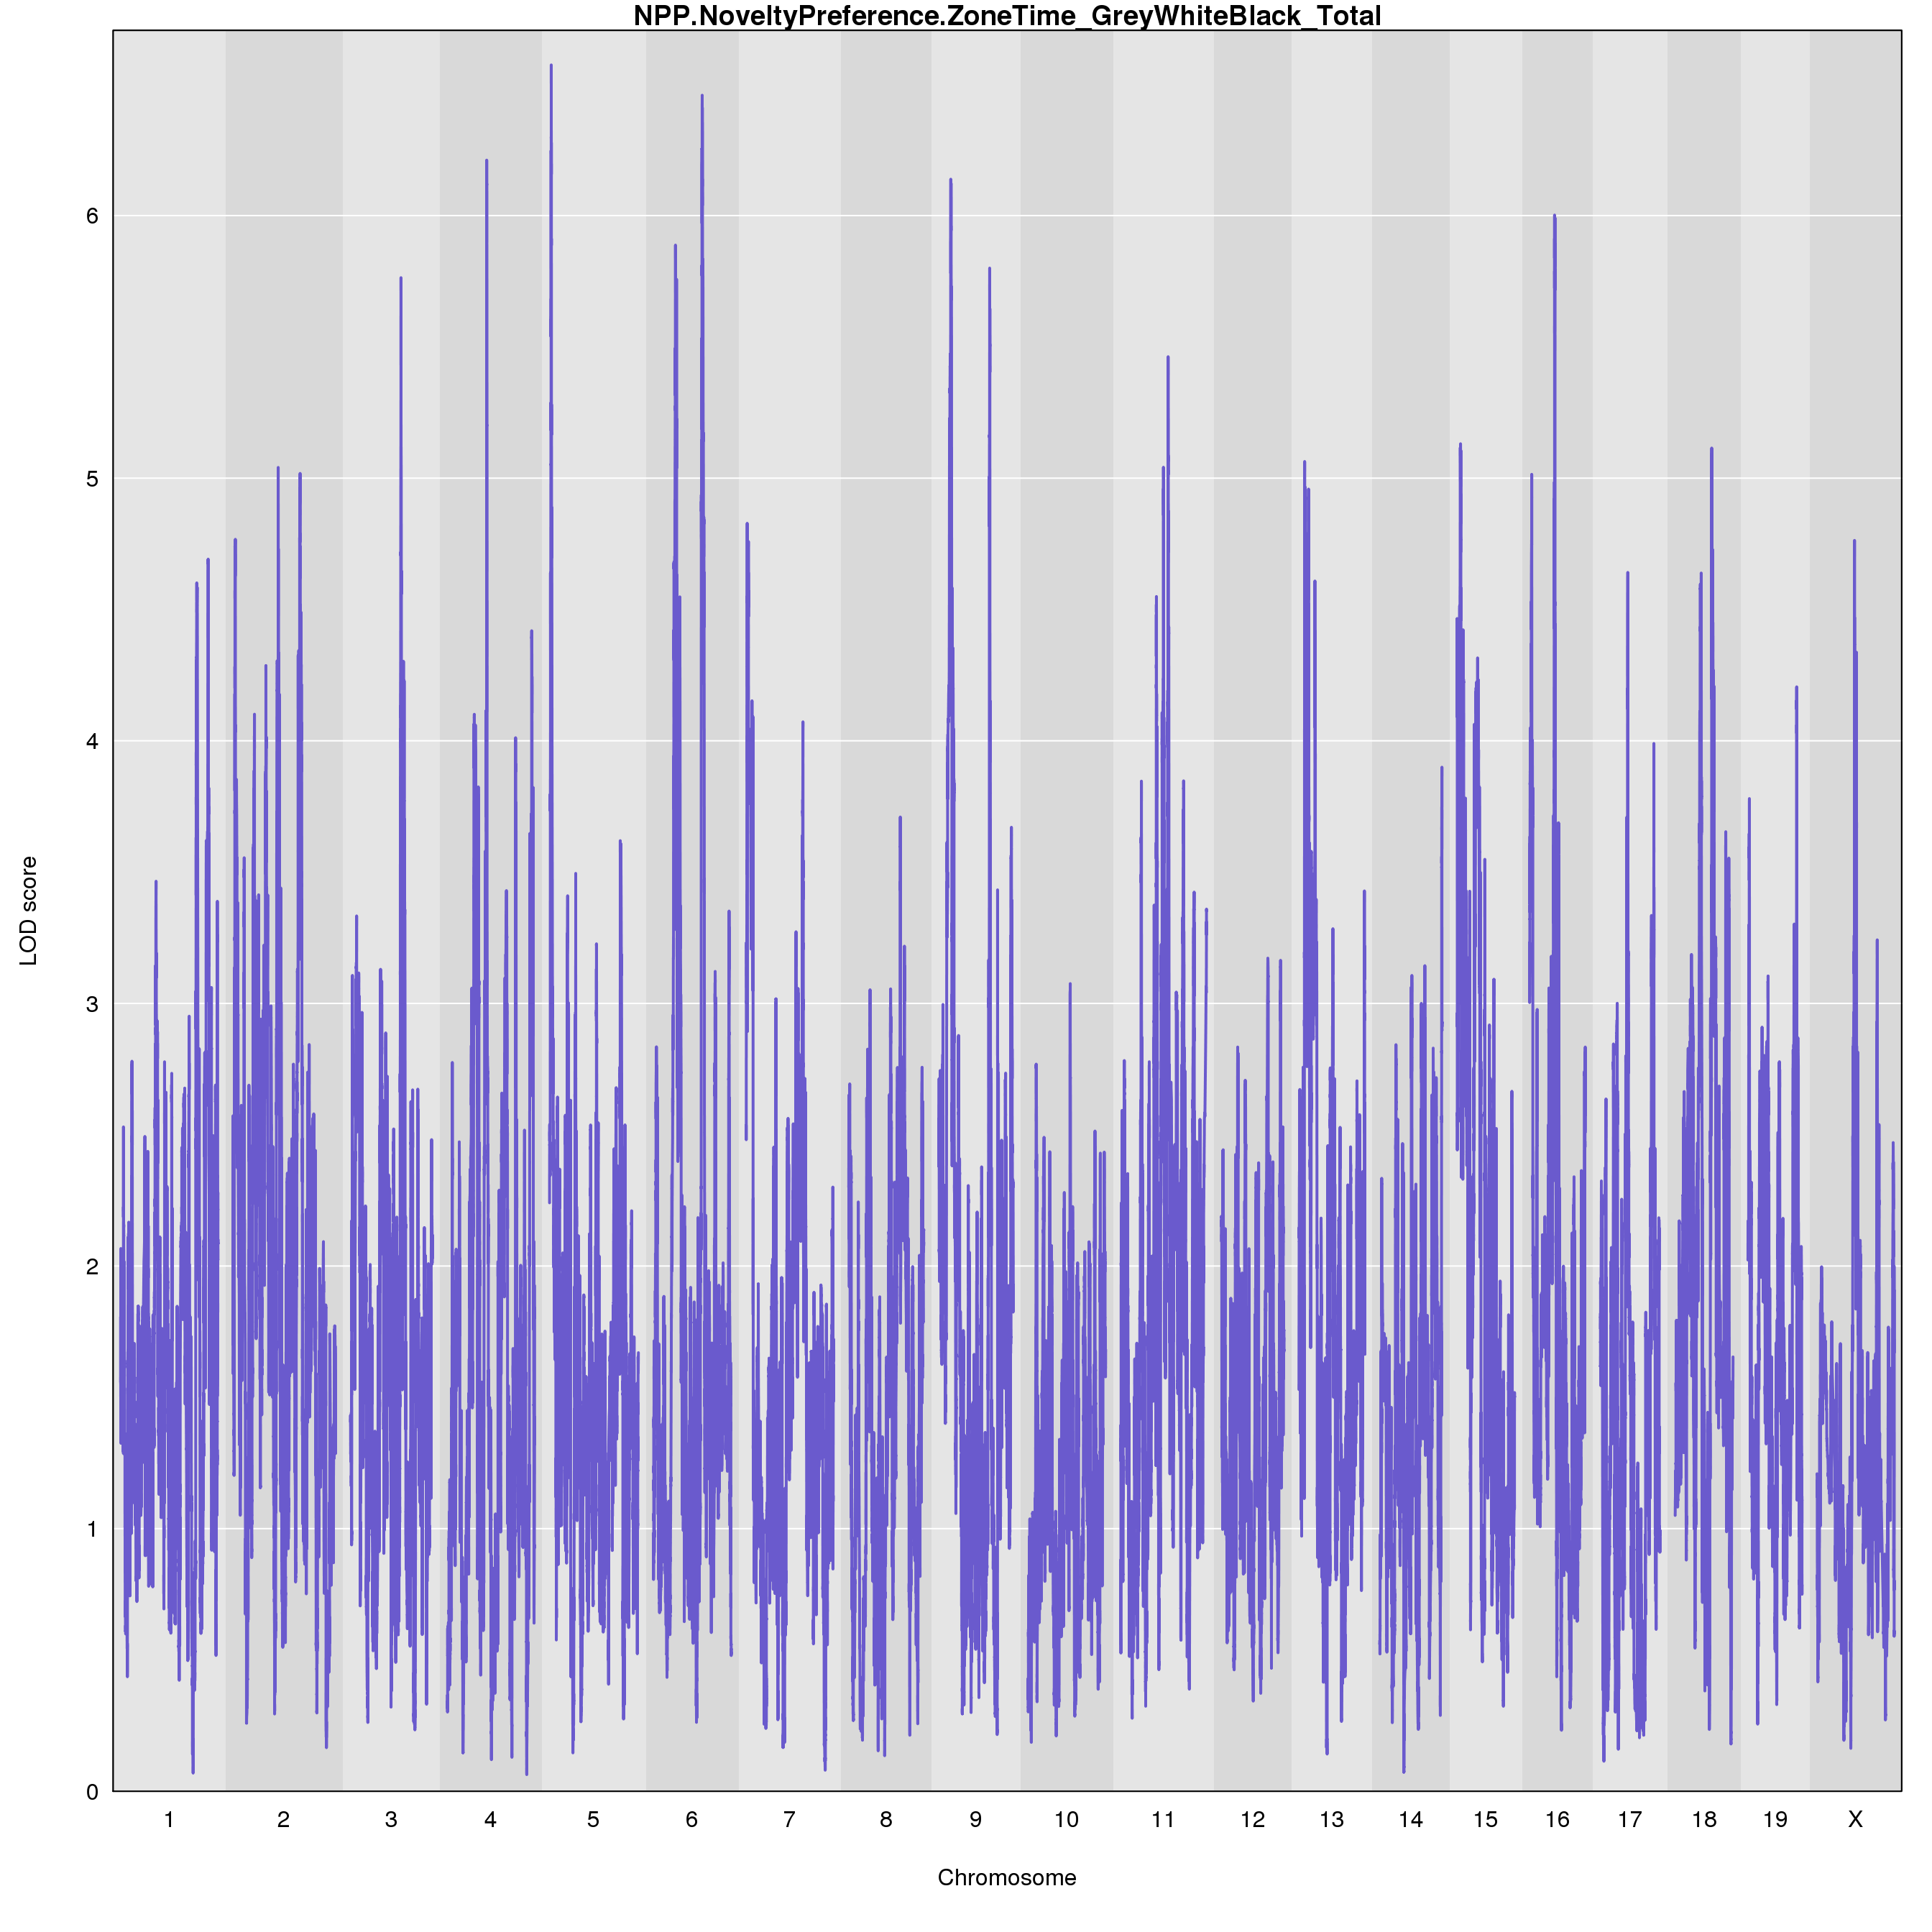 NPP.NoveltyPreference.ZoneTime_GreyWhiteBlack_Total
6
5
4
3
2
1
0
LOD score
1 2 3 4 5 6 7 8 9 10 11 12 13 14 15 16 17 18 19 X
Chromosome